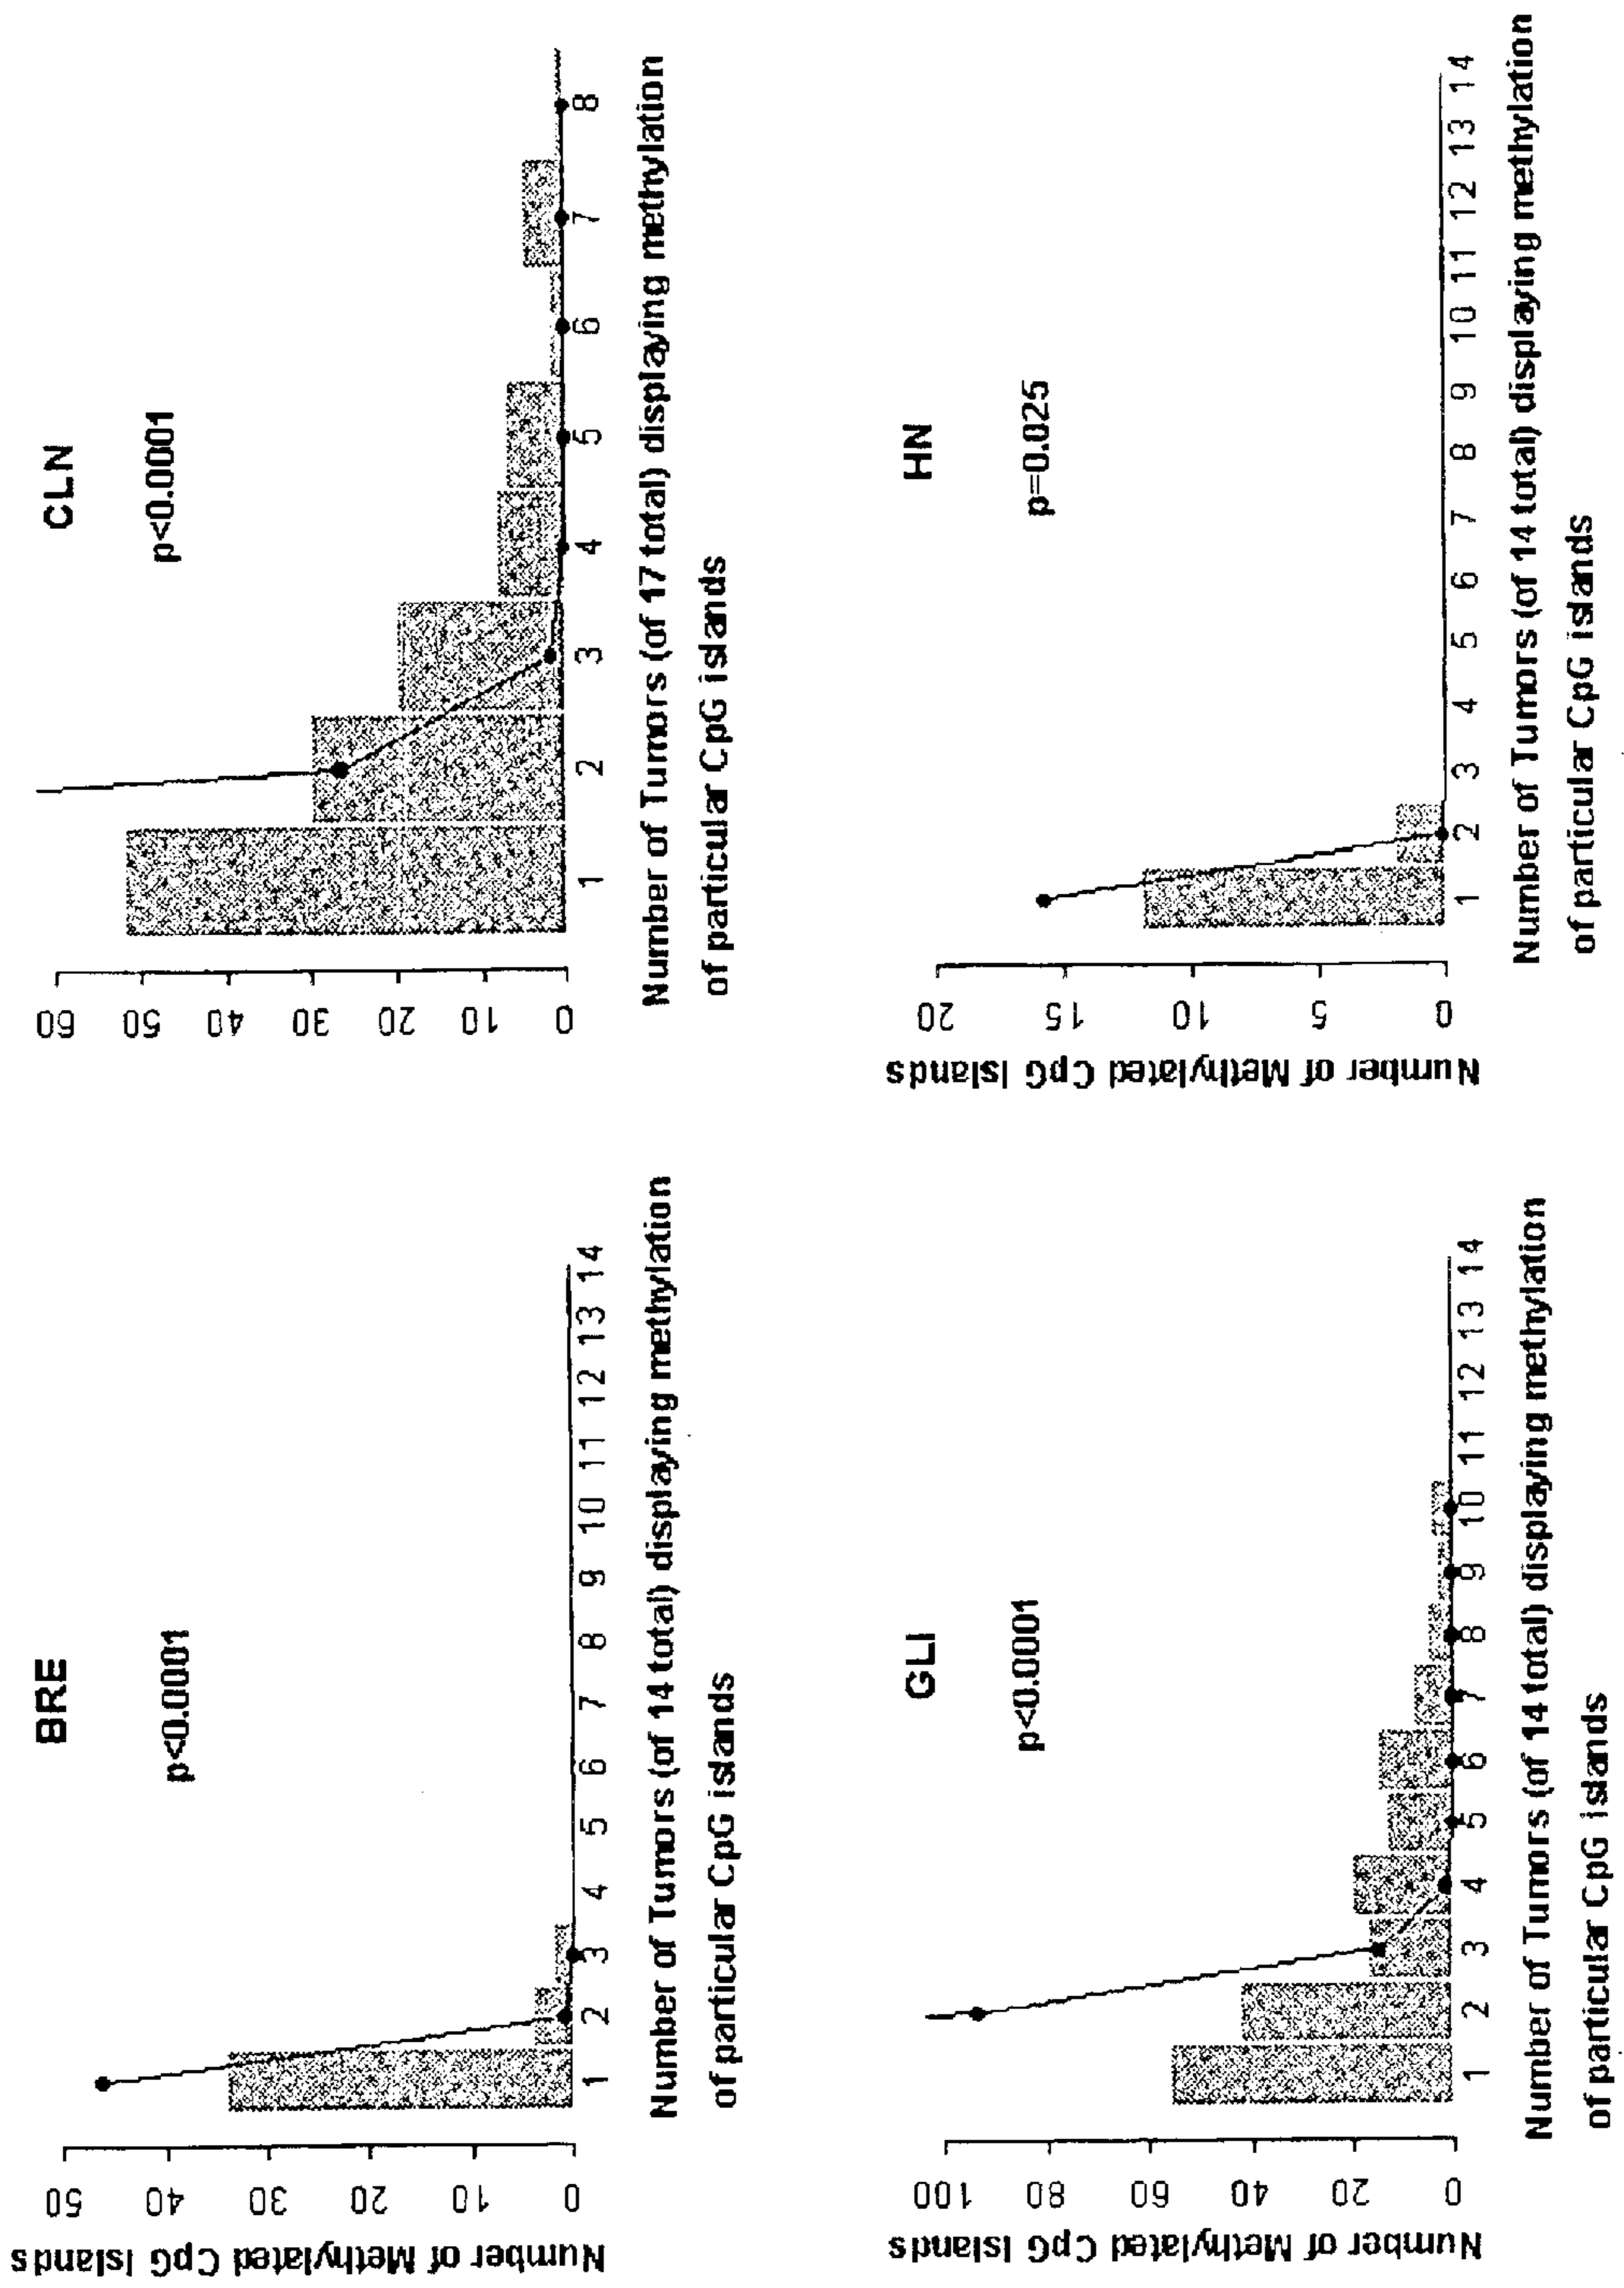 BRE
p<0.0001
Number of Methylated CpG Islands
50
40
30
20
10
0
1 2 3 4 5 6 7 8 9 10 11 12 13 14
Number of Tumors (of 14 total) displaying methylation
of particular CpG islands
CLN
p<0.0001
60
50
40
30
20
10
0
1 2 3 4 5 6 7 8
Number of Tumors (of 17 total) displaying methylation
of particular CpG islands
GLI
p<0.0001
Number of Methylated CpG Islands
100
80
60
40
20
0
1 2 3 4 5 6 7 8 9 10 11 12 13 14
Number of Tumors (of 14 total) displaying methylation
of particular CpG islands
HN
p=0.025
Number of Methylated CpG Islands
20
15
10
5
0
1 2 3 4 5 6 7 8 9 10 11 12 13 14
Number of Tumors (of 14 total) displaying methylation
of particular CpG islands